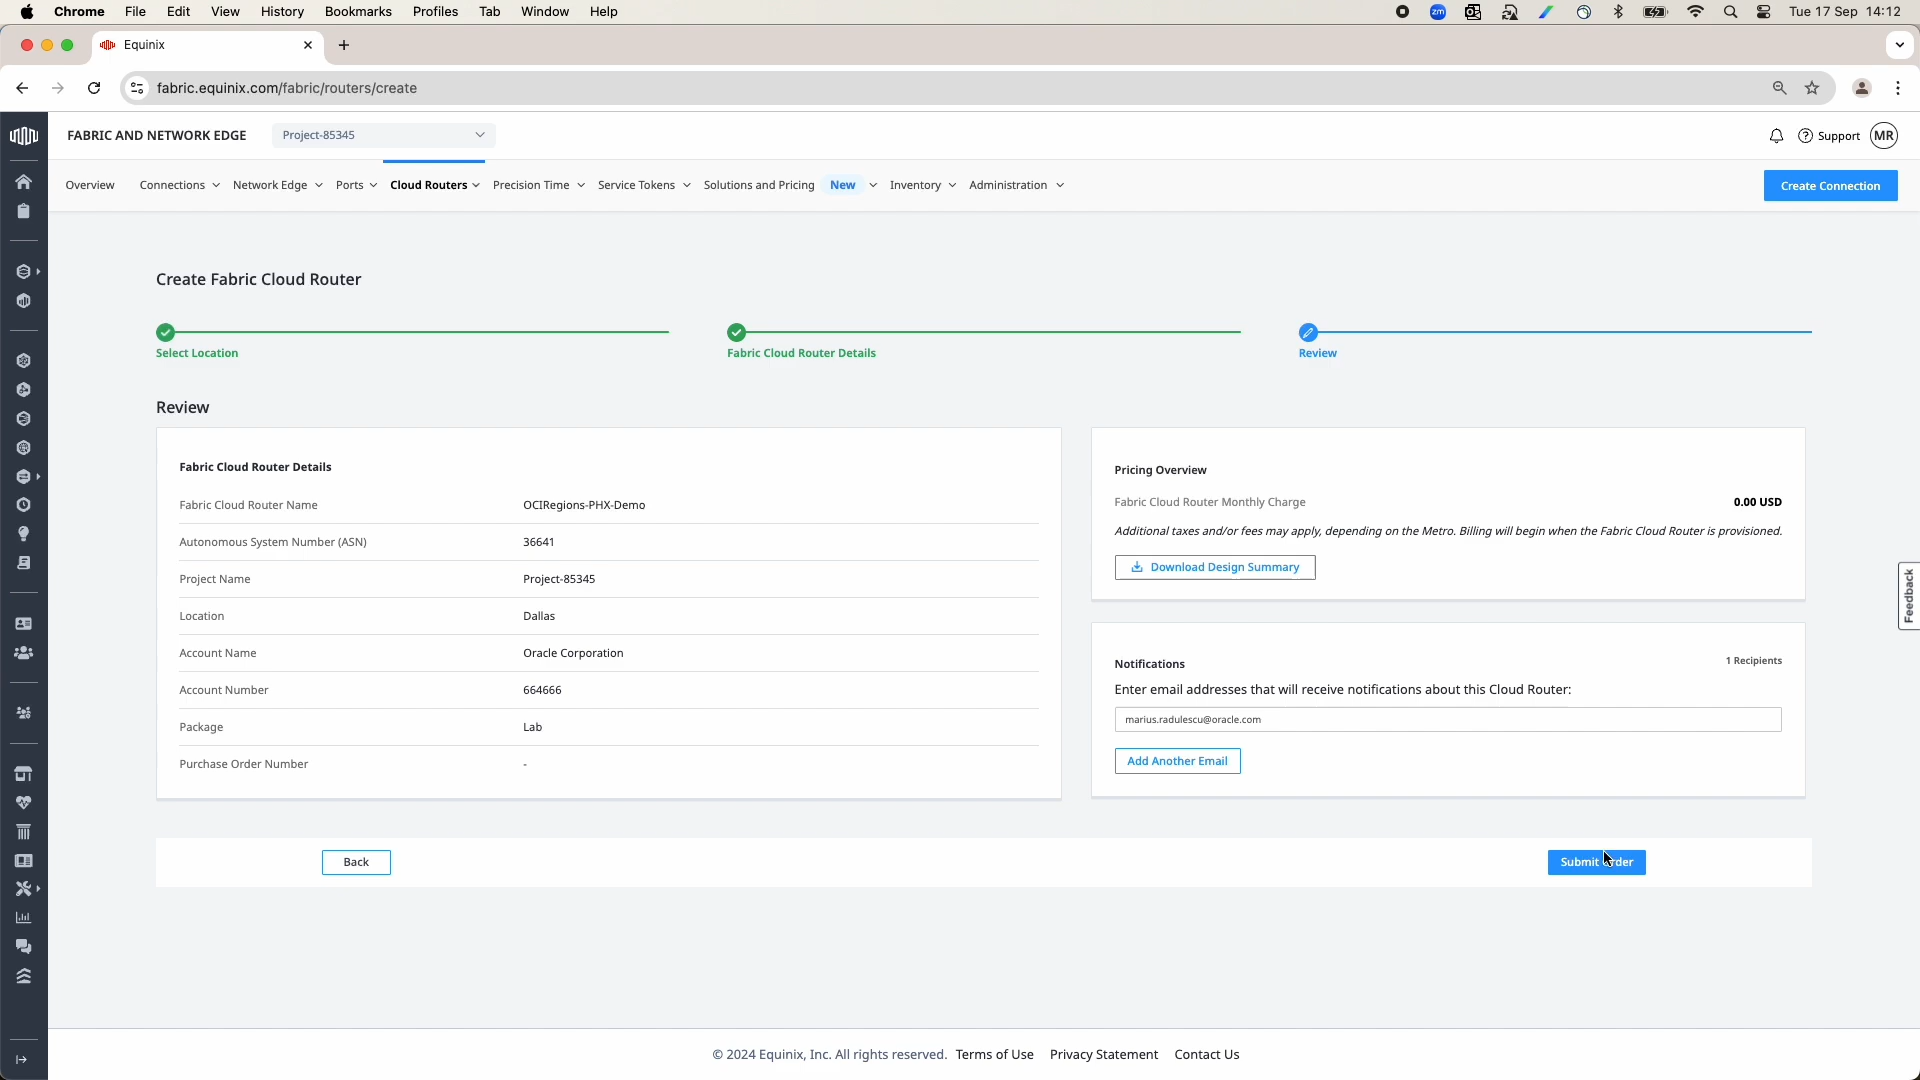 Chrome File Edit View History Bookmarks Profiles Tab Window Help
zm
Tue 17 Sep 14:12
Equinix
fabric.equinix.com/fabric/routers/create
FABRIC AND NETWORK EDGE
Project-85345
Support
MR
Overview Connections Network Edge Ports Cloud Routers Precision Time Service Tokens Solutions and Pricing New Inventory Administration
Create Connection
Create Fabric Cloud Router
Select Location
Fabric Cloud Router Details
Review
Review
Fabric Cloud Router Details
Fabric Cloud Router Name OCIRegions-PHX-Demo
Autonomous System Number (ASN) 36641
Project Name Project-85345
Location Dallas
Account Name Oracle Corporation
Account Number 664666
Package Lab
Purchase Order Number -
Pricing Overview
Fabric Cloud Router Monthly Charge 0.00 USD
Additional taxes and/or fees may apply, depending on the Metro. Billing will begin when the Fabric Cloud Router is provisioned.
Download Design Summary
Notifications 1 Recipients
Enter email addresses that will receive notifications about this Cloud Router:
marius.radulescu@oracle.com
Add Another Email
Feedback
Back
Submit Order
© 2024 Equinix, Inc. All rights reserved. Terms of Use Privacy Statement Contact Us